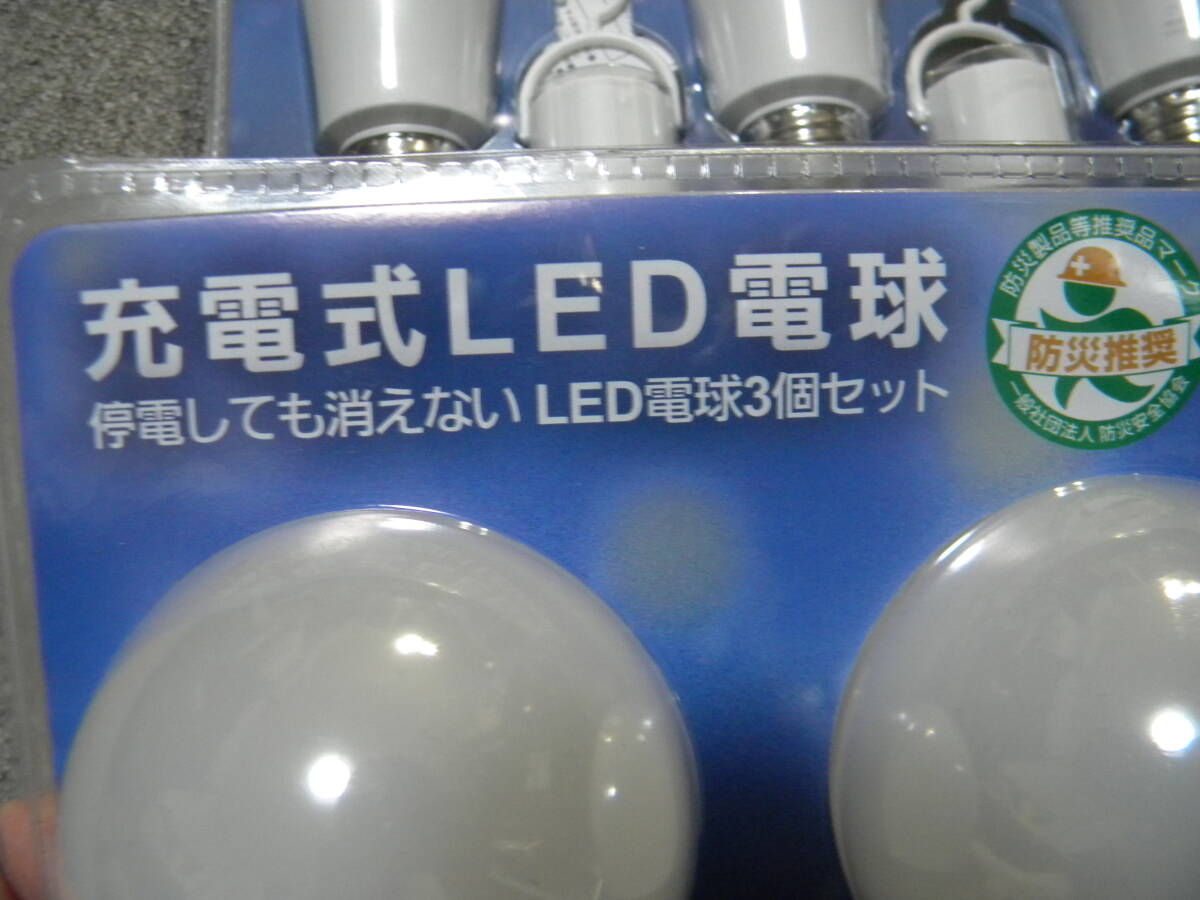 充電式LED電球
停電しても消えない LED電球3個セット
防災製品等推奨品マーク
防災推奨
一般社団法人 防災安全協会